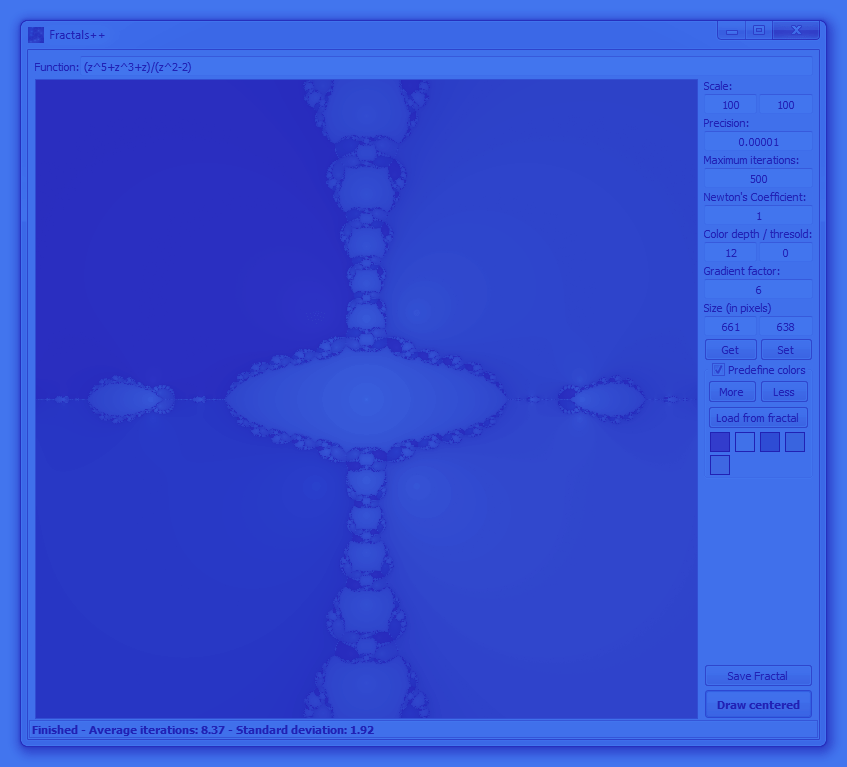 Fractals++
Function: (z^5+z^3+z)/(z^2-2)
Scale:
100 100
Precision:
0.00001
Maximum iterations:
500
Newton's Coefficient:
1
Color depth / thresold:
12 0
Gradient factor:
6
Size (in pixels)
661 638
Get Set
Predefine colors
More Less
Load from fractal
Save Fractal
Draw centered
Finished - Average iterations: 8.37 - Standard deviation: 1.92